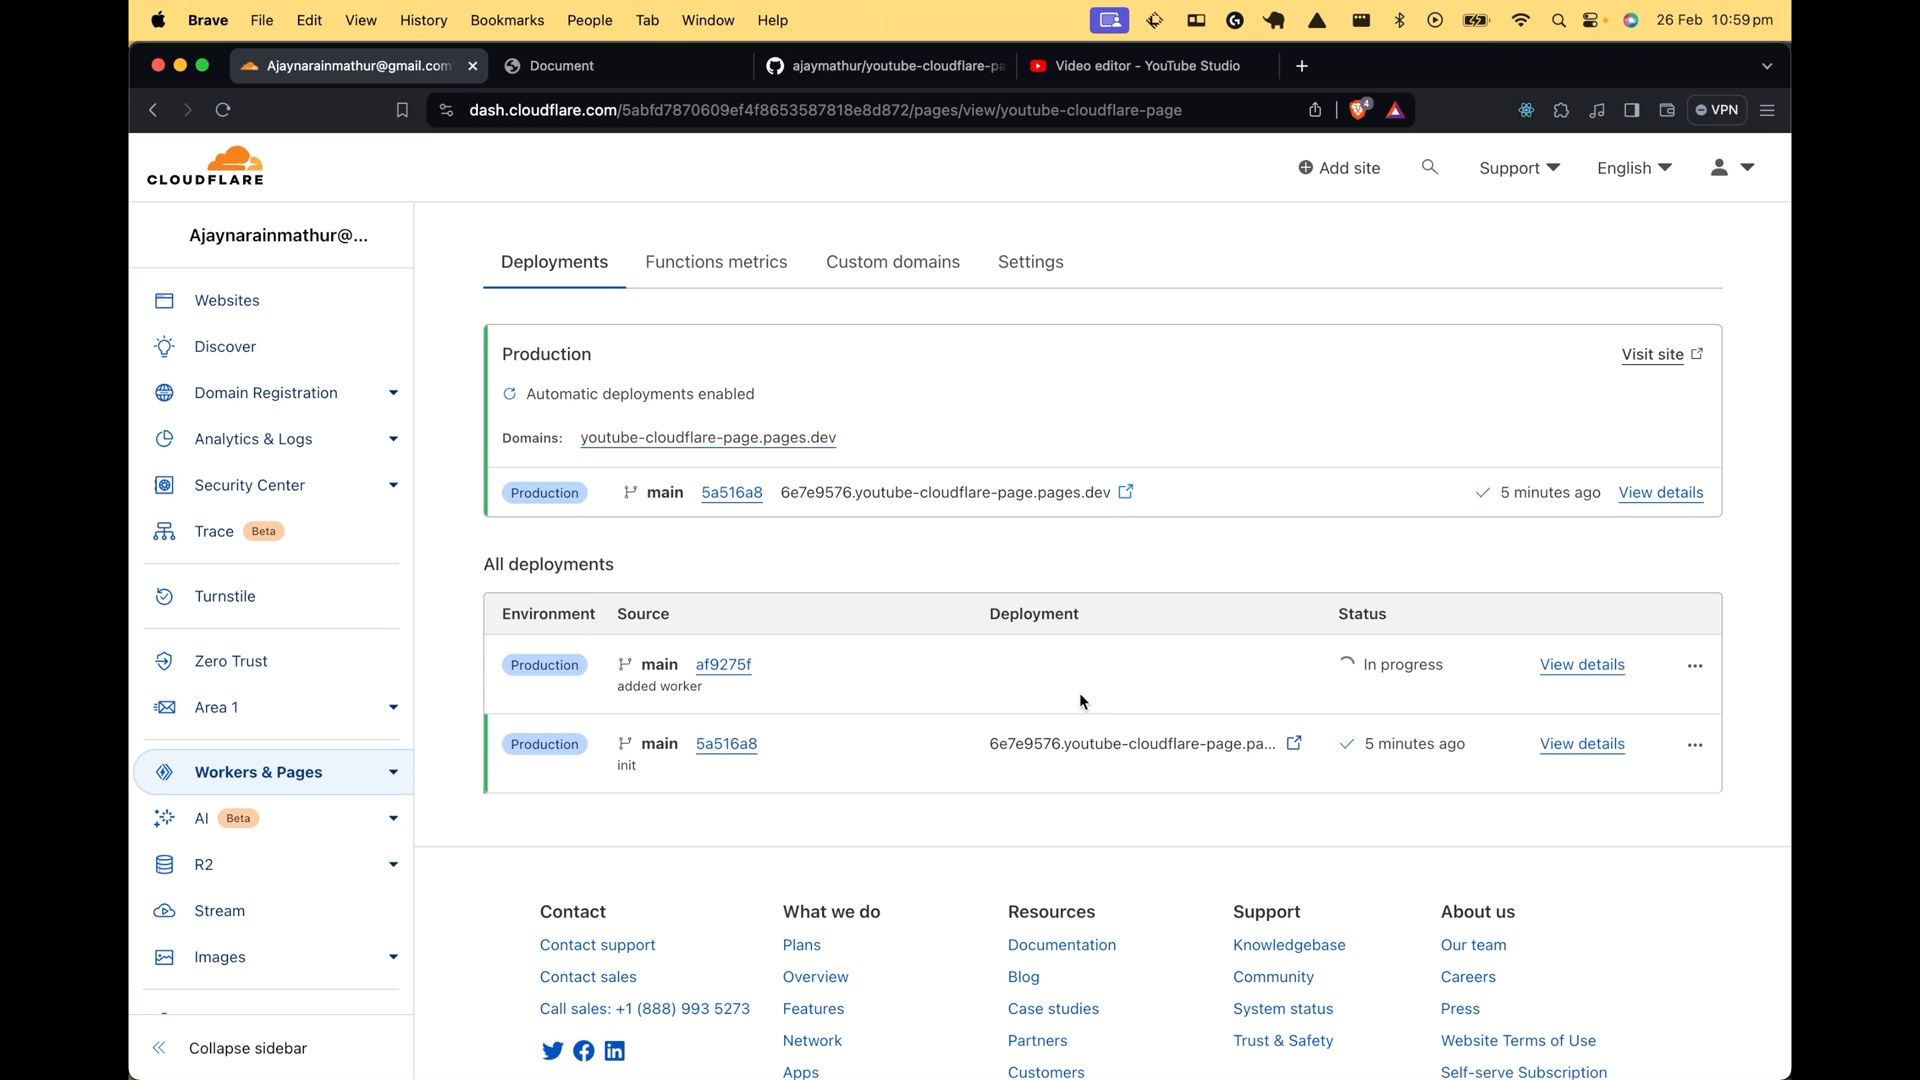 Brave File Edit View History Bookmarks People Tab Window Help 26 Feb 10:59 pm
Ajaynarainmathur@gmail.com Document ajaymathur/youtube-cloudflare-pa Video editor - YouTube Studio
dash.cloudflare.com/5abfd7870609ef4f8653587818e8d872/pages/view/youtube-cloudflare-page 4 VPN
CLOUDFLARE
Add site Support English
Ajaynarainmathur@...
Websites
Discover
Domain Registration
Analytics & Logs
Security Center
Trace Beta
Turnstile
Zero Trust
Area 1
Workers & Pages
AI Beta
R2
Stream
Images
Collapse sidebar
Deployments Functions metrics Custom domains Settings
Production Visit site
Automatic deployments enabled
Domains: youtube-cloudflare-page.pages.dev
Production main 5a516a8 6e7e9576.youtube-cloudflare-page.pages.dev 5 minutes ago View details
All deployments
Environment Source Deployment Status
Production main af9275f In progress View details
added worker
Production main 5a516a8 6e7e9576.youtube-cloudflare-page.pa... 5 minutes ago View details
init
Contact What we do Resources Support About us
Contact support Plans Documentation Knowledgebase Our team
Contact sales Overview Blog Community Careers
Call sales: +1 (888) 993 5273 Features Case studies System status Press
Network Partners Trust & Safety Website Terms of Use
Apps Customers Self-serve Subscription